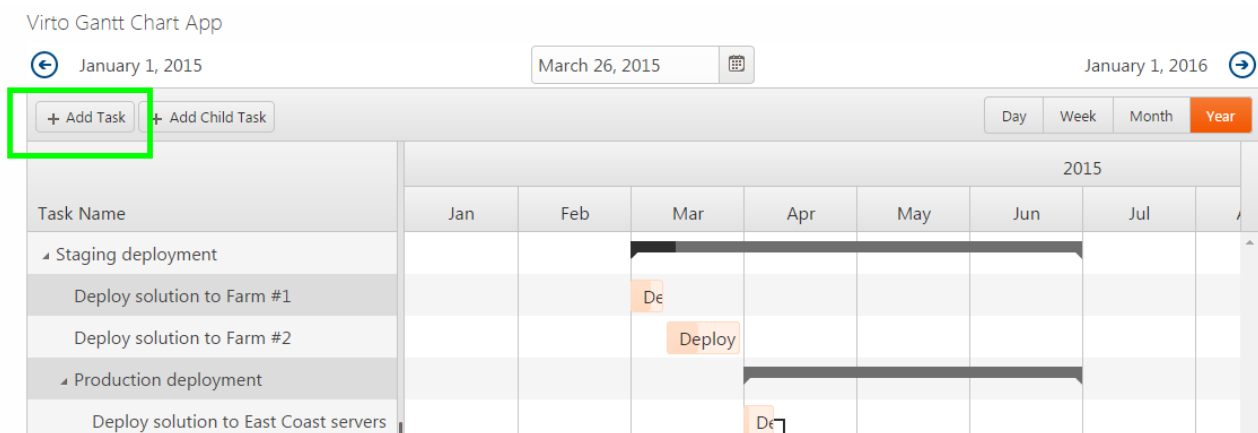 Virto Gantt Chart App
January 1, 2015 March 26, 2015 January 1, 2016
+ Add Task + Add Child Task Day Week Month Year
2015
Task Name Jan Feb Mar Apr May Jun Jul
Staging deployment
Deploy solution to Farm #1 De
Deploy solution to Farm #2 Deploy
Production deployment
Deploy solution to East Coast servers De